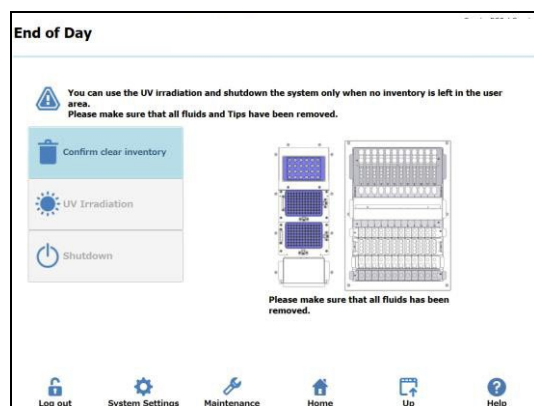 End of Day
You can use the UV irradiation and shutdown the system only when no inventory is left in the user
area.
Please make sure that all fluids and Tips have been removed.
Confirm clear inventory
UV Irradiation
Shutdown
Please make sure that all fluids has been
removed.
Log out
System Settings
Maintenance
Home
Up
Help